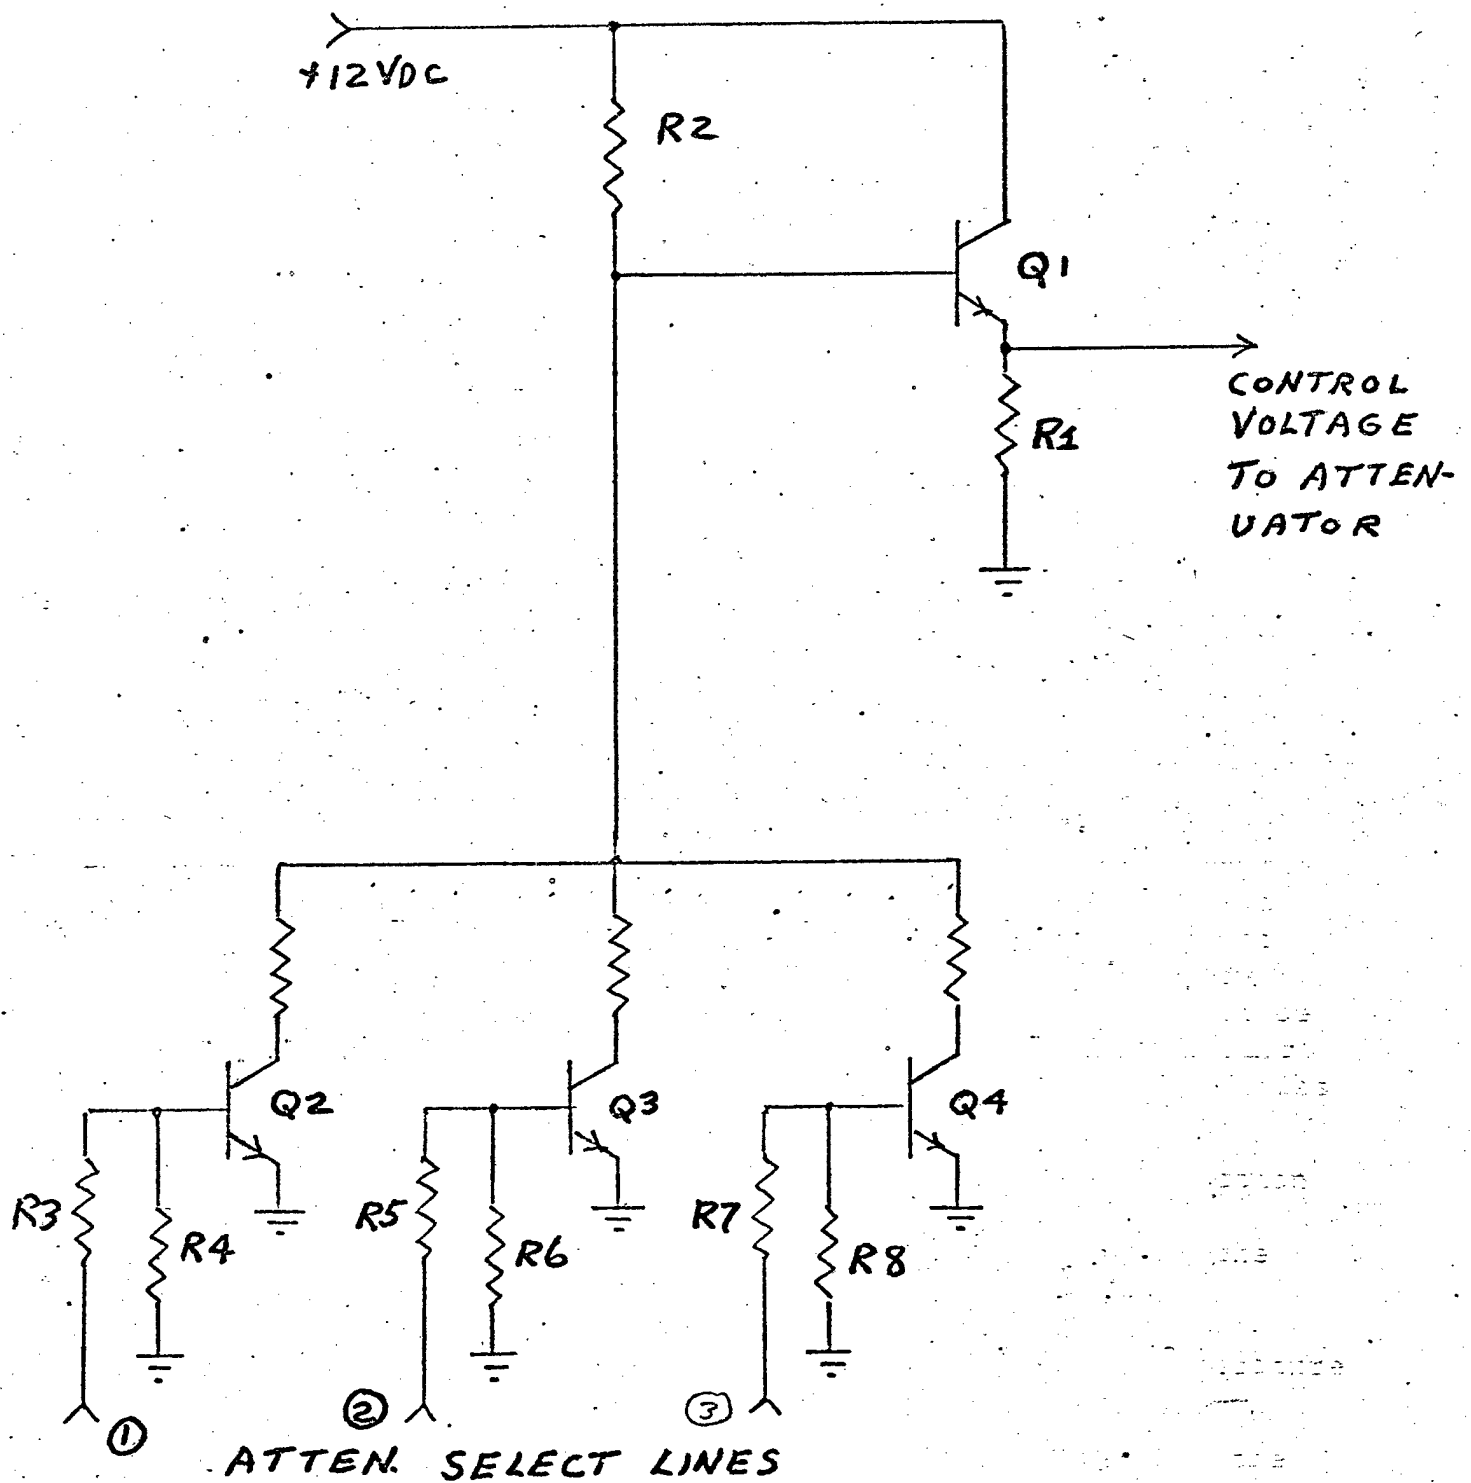 +12VDC
R2
Q1
CONTROL
VOLTAGE
TO ATTEN-
UATOR
R1
Q2
Q3
Q4
R3
R4
R5
R6
R7
R8
①
②
③
ATTEN. SELECT LINES